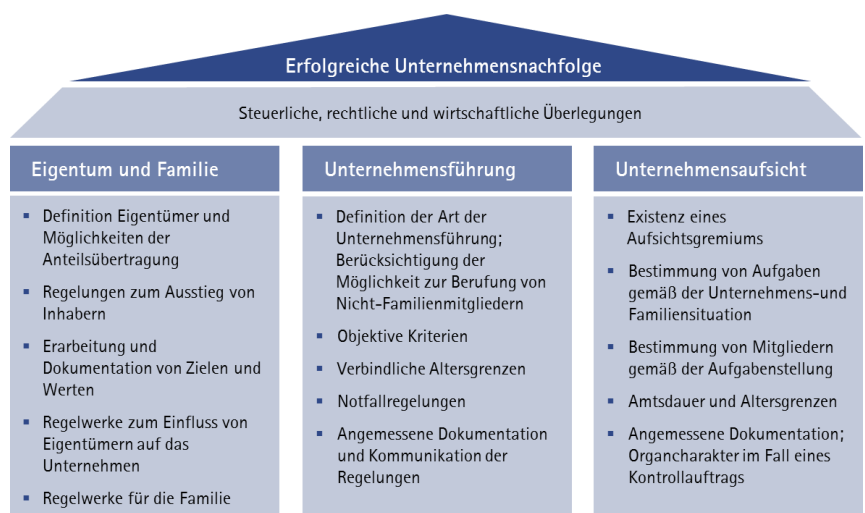 Erfolgreiche Unternehmensnachfolge
Steuerliche, rechtliche und wirtschaftliche Überlegungen
Eigentum und Familie
▪ Definition Eigentümer und
Möglichkeiten der
Anteilsübertragung
▪ Regelungen zum Ausstieg von
Inhabern
▪ Erarbeitung und
Dokumentation von Zielen und
Werten
▪ Regelwerke zum Einfluss von
Eigentümern auf das
Unternehmen
▪ Regelwerke für die Familie
Unternehmensführung
▪ Definition der Art der
Unternehmensführung;
Berücksichtigung der
Möglichkeit zur Berufung von
Nicht-Familienmitgliedern
▪ Objektive Kriterien
▪ Verbindliche Altersgrenzen
▪ Notfallregelungen
▪ Angemessene Dokumentation
und Kommunikation der
Regelungen
Unternehmensaufsicht
▪ Existenz eines
Aufsichtsgremiums
▪ Bestimmung von Aufgaben
gemäß der Unternehmens-und
Familiensituation
▪ Bestimmung von Mitgliedern
gemäß der Aufgabenstellung
▪ Amtsdauer und Altersgrenzen
▪ Angemessene Dokumentation;
Organcharakter im Fall eines
Kontrollauftrags